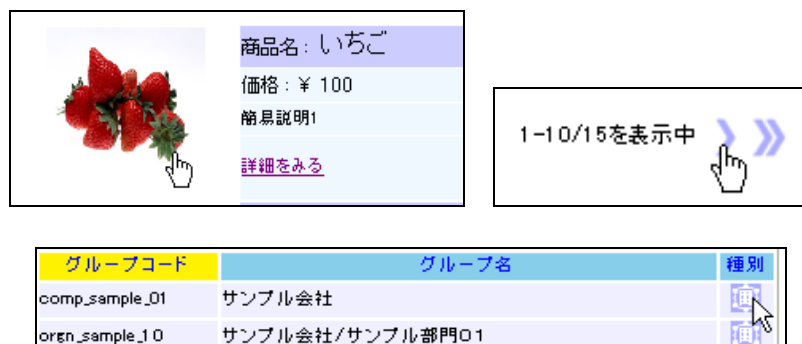 商品名：いちご
価格：￥ 100
簡易説明1
詳細をみる
1-10/15を表示中
グループコード グループ名 種別
comp_sample_01 サンプル会社
orgn_sample_10 サンプル会社/サンプル部門01